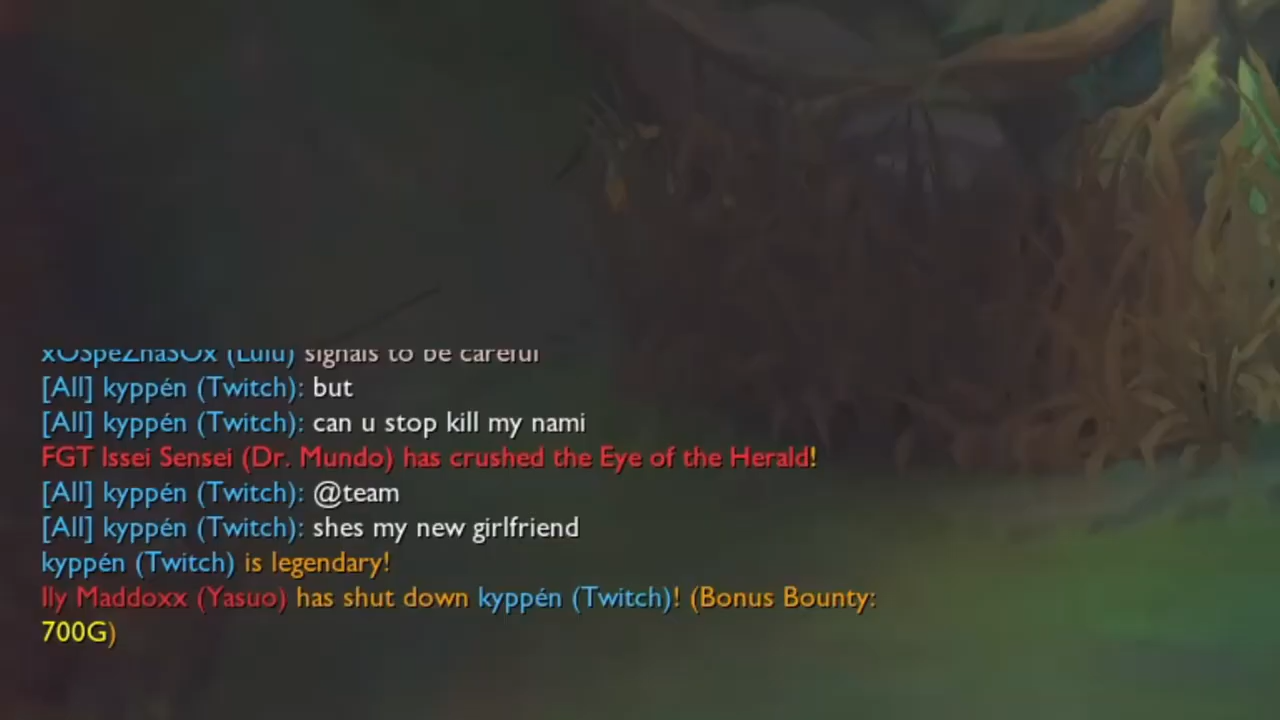 xOSpeZnaSOx (Lulu) signals to be careful
[All] kyppén (Twitch): but
[All] kyppén (Twitch): can u stop kill my nami
FGT Issei Sensei (Dr. Mundo) has crushed the Eye of the Herald!
[All] kyppén (Twitch): @team
[All] kyppén (Twitch): shes my new girlfriend
kyppén (Twitch) is legendary!
lly Maddoxx (Yasuo) has shut down kyppén (Twitch)! (Bonus Bounty:
700G)